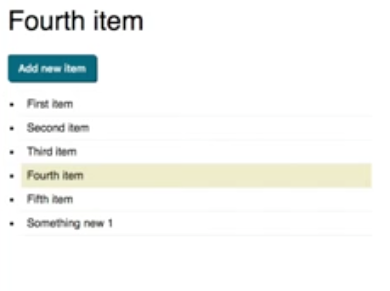 Fourth item
Add new item
First item
Second item
Third item
Fourth item
Fifth item
Something new 1